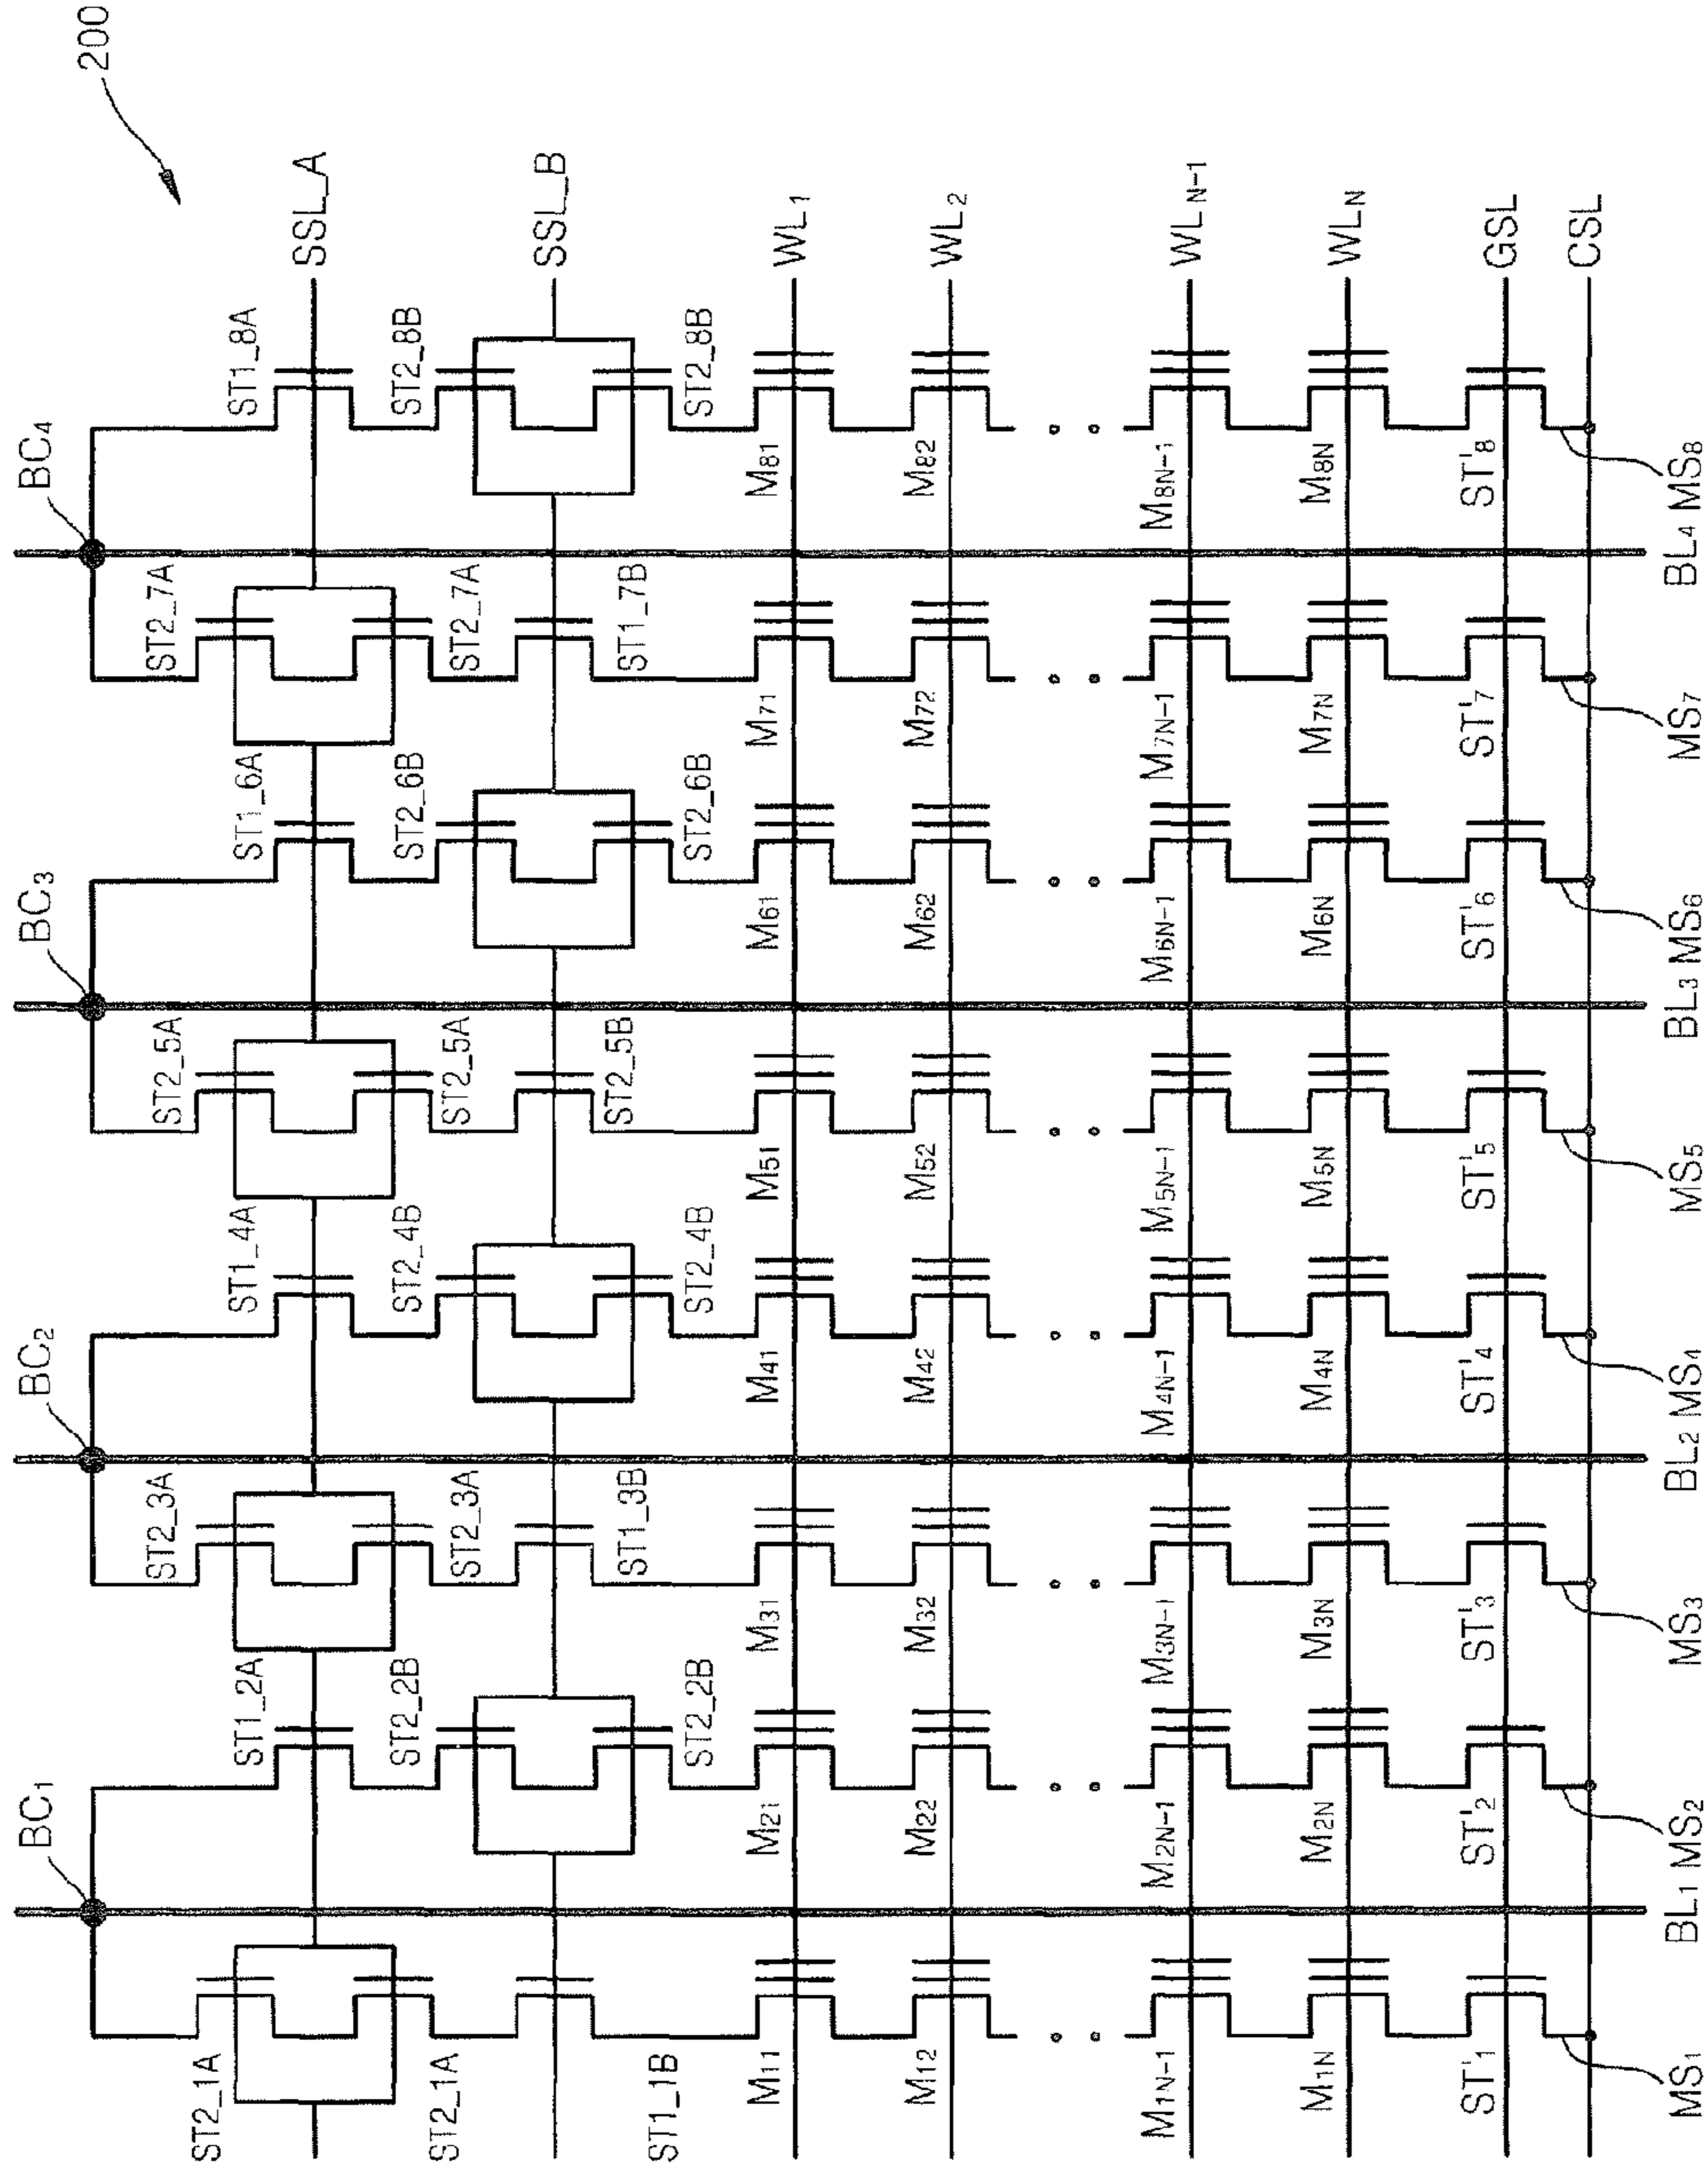 200
BC₁ BC₂ BC₃ BC₄
ST2_1A ST1_2A ST2_3A ST1_4A ST2_5A ST1_6A ST2_7A ST1_8A
SSL_A
ST2_1A ST2_2B ST2_3A ST2_4B ST2_5A ST2_6B ST2_7A ST2_8B
SSL_B
ST1_1B ST2_2B ST1_3B ST2_4B ST2_5B ST2_6B ST1_7B ST2_8B
M₁₁ M₂₁ M₃₁ M₄₁ M₅₁ M₆₁ M₇₁ M₈₁ WL₁
M₁₂ M₂₂ M₃₂ M₄₂ M₅₂ M₆₂ M₇₂ M₈₂ WL₂
M₁N₋₁ M₂N₋₁ M₃N₋₁ M₄N₋₁ M₅N₋₁ M₆N₋₁ M₇N₋₁ M₈N₋₁ WLN₋₁
M₁N M₂N M₃N M₄N M₅N M₆N M₇N M₈N WLN
ST'₁ ST'₂ ST'₃ ST'₄ ST'₅ ST'₆ ST'₇ ST'₈ GSL
CSL
MS₁ BL₁ MS₂ MS₃ BL₂ MS₄ MS₅ BL₃ MS₆ MS₇ BL₄ MS₈